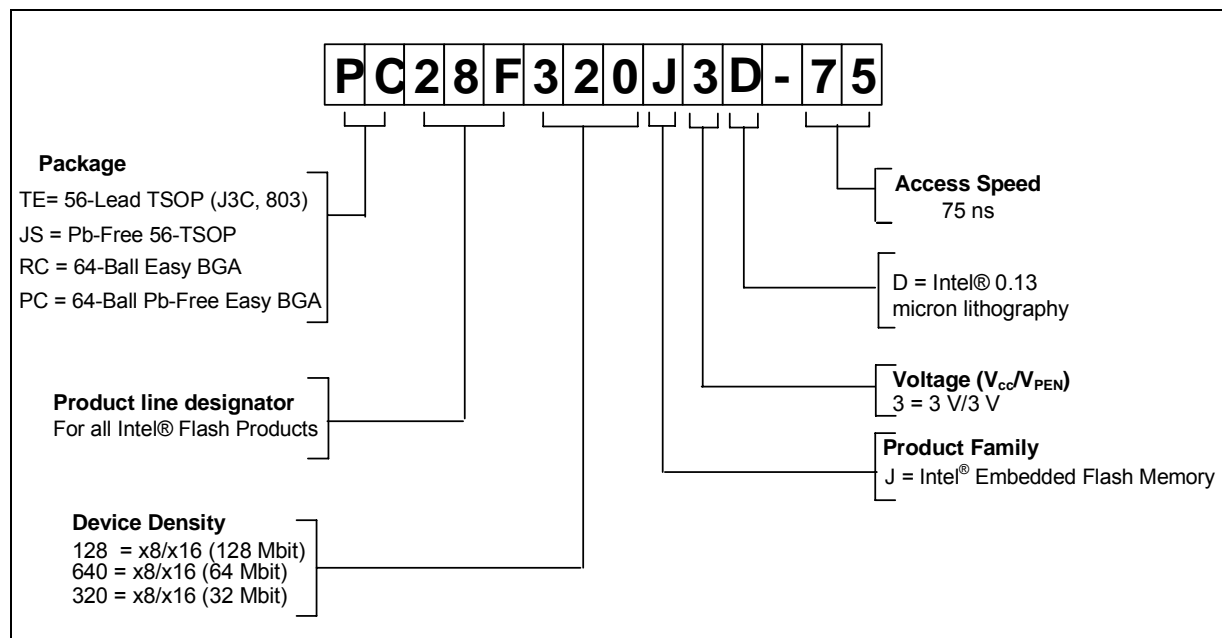 PC28F320J3D-75
Package
TE= 56-Lead TSOP (J3C, 803)
JS = Pb-Free 56-TSOP
RC = 64-Ball Easy BGA
PC = 64-Ball Pb-Free Easy BGA
Product line designator
For all Intel® Flash Products
Device Density
128 = x8/x16 (128 Mbit)
640 = x8/x16 (64 Mbit)
320 = x8/x16 (32 Mbit)
Access Speed
75 ns
D = Intel® 0.13
micron lithography
Voltage (Vcc/VPEN)
3 = 3 V/3 V
Product Family
J = Intel® Embedded Flash Memory